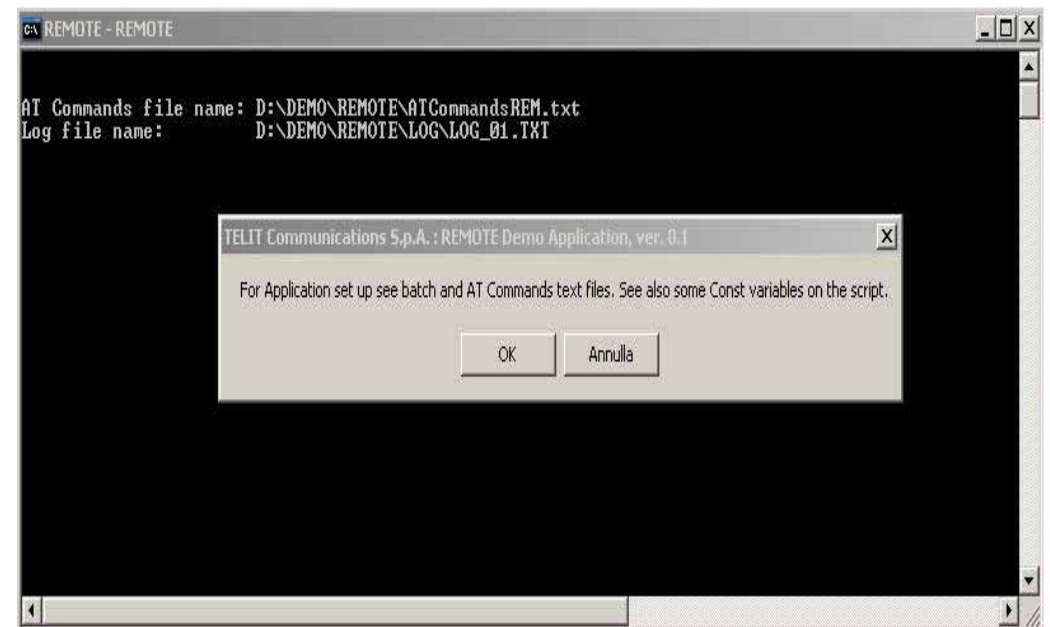 REMOTE - REMOTE
AT Commands file name: D:\DEMO\REMOTE\ATCommandsREM.txt
Log file name: D:\DEMO\REMOTE\LOG\LOG_01.TXT
TELIT Communications S.p.A. : REMOTE Demo Application, ver. 0.1
For Application set up see batch and AT Commands text files. See also some Const variables on the script.
OK Annulla